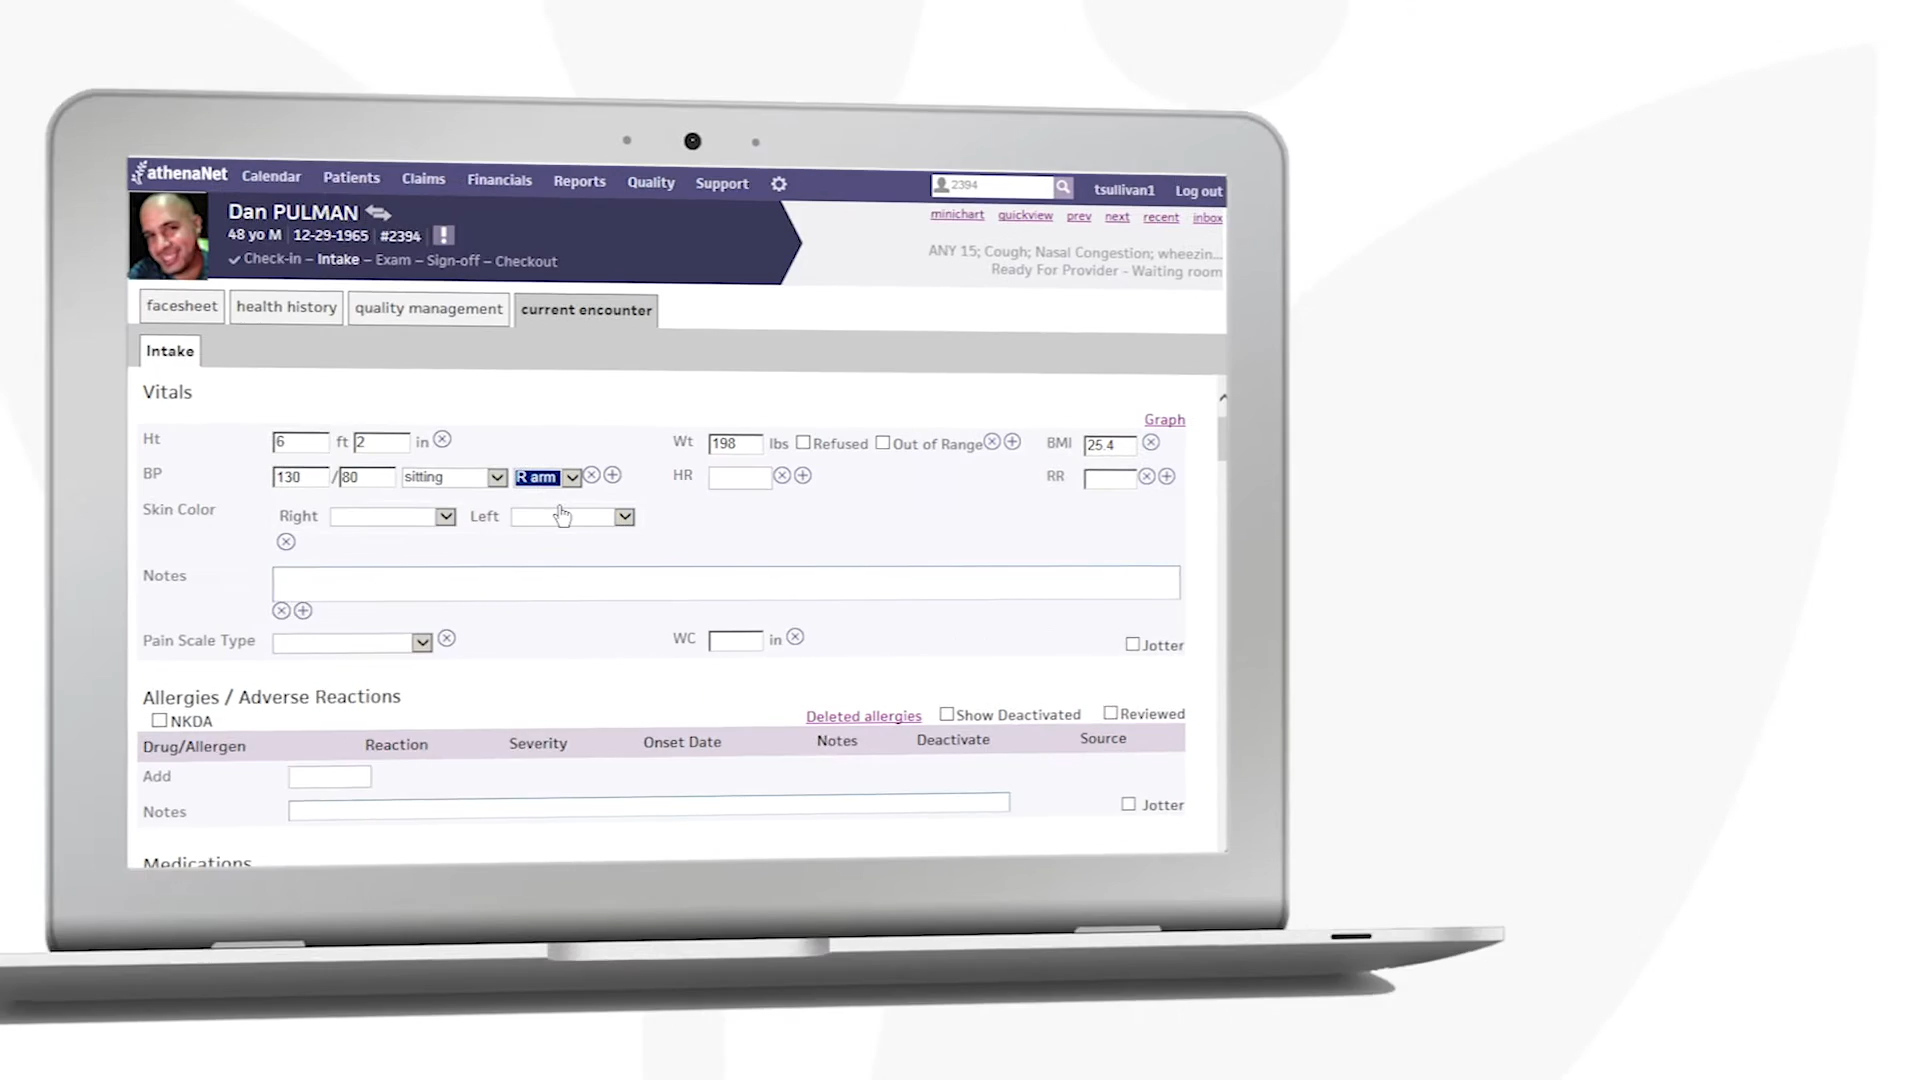 athenaNet Calendar Patients Claims Financials Reports Quality Support 2394 tsullivan1 Log out
Dan PULMAN
48 yo M 12-29-1965 #2394 !
Check-in – Intake – Exam – Sign-off – Checkout
minichart quickview prev next recent inbox
ANY 15; Cough; Nasal Congestion; wheezin...
Ready For Provider - Waiting room
facesheet health history quality management current encounter
Intake
Vitals
Graph
Ht 6 ft 2 in Wt 198 lbs Refused Out of Range BMI 25.4
BP 130 / 80 sitting R arm HR RR
Skin Color Right Left
Notes
Pain Scale Type WC in Jotter
Allergies / Adverse Reactions
NKDA Deleted allergies Show Deactivated Reviewed
Drug/Allergen Reaction Severity Onset Date Notes Deactivate Source
Add
Notes Jotter
Medications